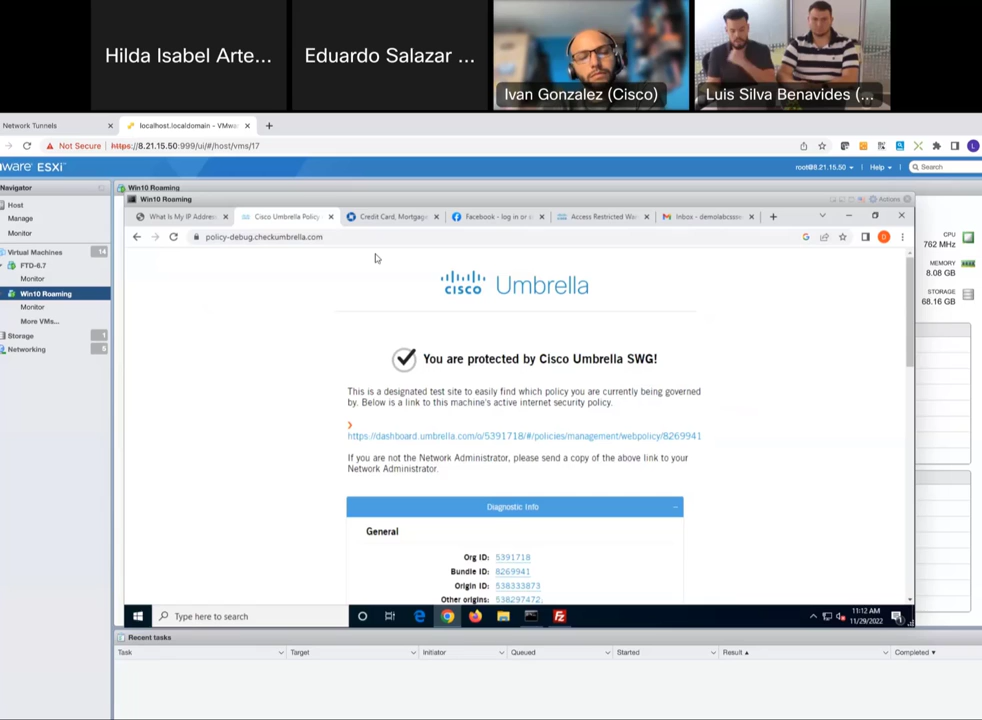 Hilda Isabel Arte...
Eduardo Salazar ...
Ivan Gonzalez (Cisco)
Luis Silva Benavides (...
Network Tunnels
localhost.localdomain - VMwa
Not Secure
https://8.21.15.50:999/ui/#/host/vms/17
ware ESXi
root@8.21.15.50
Help
Search
Navigator
Host
Manage
Monitor
Virtual Machines
14
FTD-6.7
Monitor
Win10 Roaming
Monitor
More VMs...
Storage
1
Networking
Win10 Roaming
Win10 Roaming
Actions
What Is My IP Addres
Cisco Umbrella Policy
Credit Card, Mortgage
Facebook - log in or
Access Restricted Wa
Inbox - demolabcsse
policy-debug.checkumbrella.com
CPU
762 MHz
MEMORY
8.08 GB
STORAGE
68.16 GB
cisco Umbrella
You are protected by Cisco Umbrella SWG!
This is a designated test site to easily find which policy you are currently being governed
by. Below is a link to this machine's active internet security policy.
https://dashboard.umbrella.com/o/5391718/#/policies/management/webpolicy/8269941
If you are not the Network Administrator, please send a copy of the above link to your
Network Administrator.
Diagnostic Info
General
Org ID: 5391718
Bundle ID: 8269941
Origin ID: 538333873
Other origins: 538297472
Type here to search
11:12 AM
11/29/2022
Recent tasks
Task
Target
Initiator
Queued
Started
Result
Completed